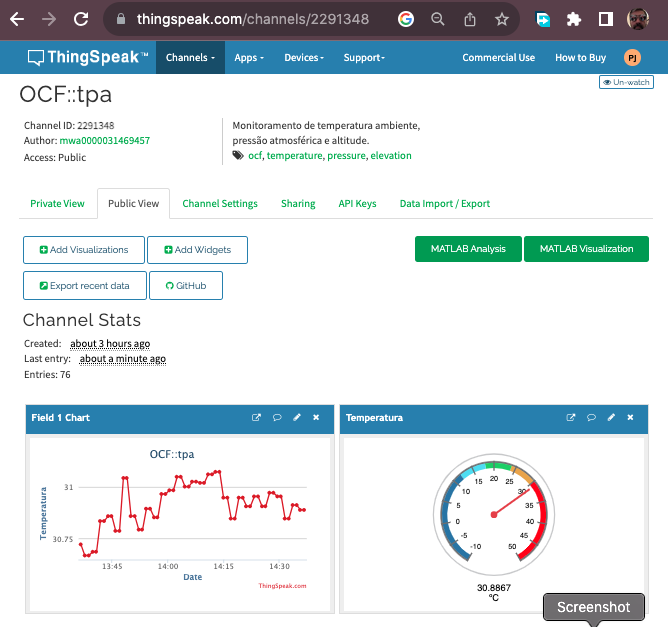 thingspeak.com/channels/2291348
ThingSpeak™ Channels Apps Devices Support Commercial Use How to Buy PJ
Un-watch
OCF::tpa
Channel ID: 2291348
Author: mwa0000031469457
Access: Public
Monitoramento de temperatura ambiente,
pressão atmosférica e altitude.
ocf, temperature, pressure, elevation
Private View Public View Channel Settings Sharing API Keys Data Import / Export
Add Visualizations Add Widgets MATLAB Analysis MATLAB Visualization
Export recent data GitHub
Channel Stats
Created: about 3 hours ago
Last entry: about a minute ago
Entries: 76
Field 1 Chart
OCF::tpa
Temperatura
31
30.75
13:45 14:00 14:15 14:30
Date
ThingSpeak.com
Temperatura
-10 -5 0 5 10 15 20 25 30 35 40 45 50
30.8867
°C
Screenshot